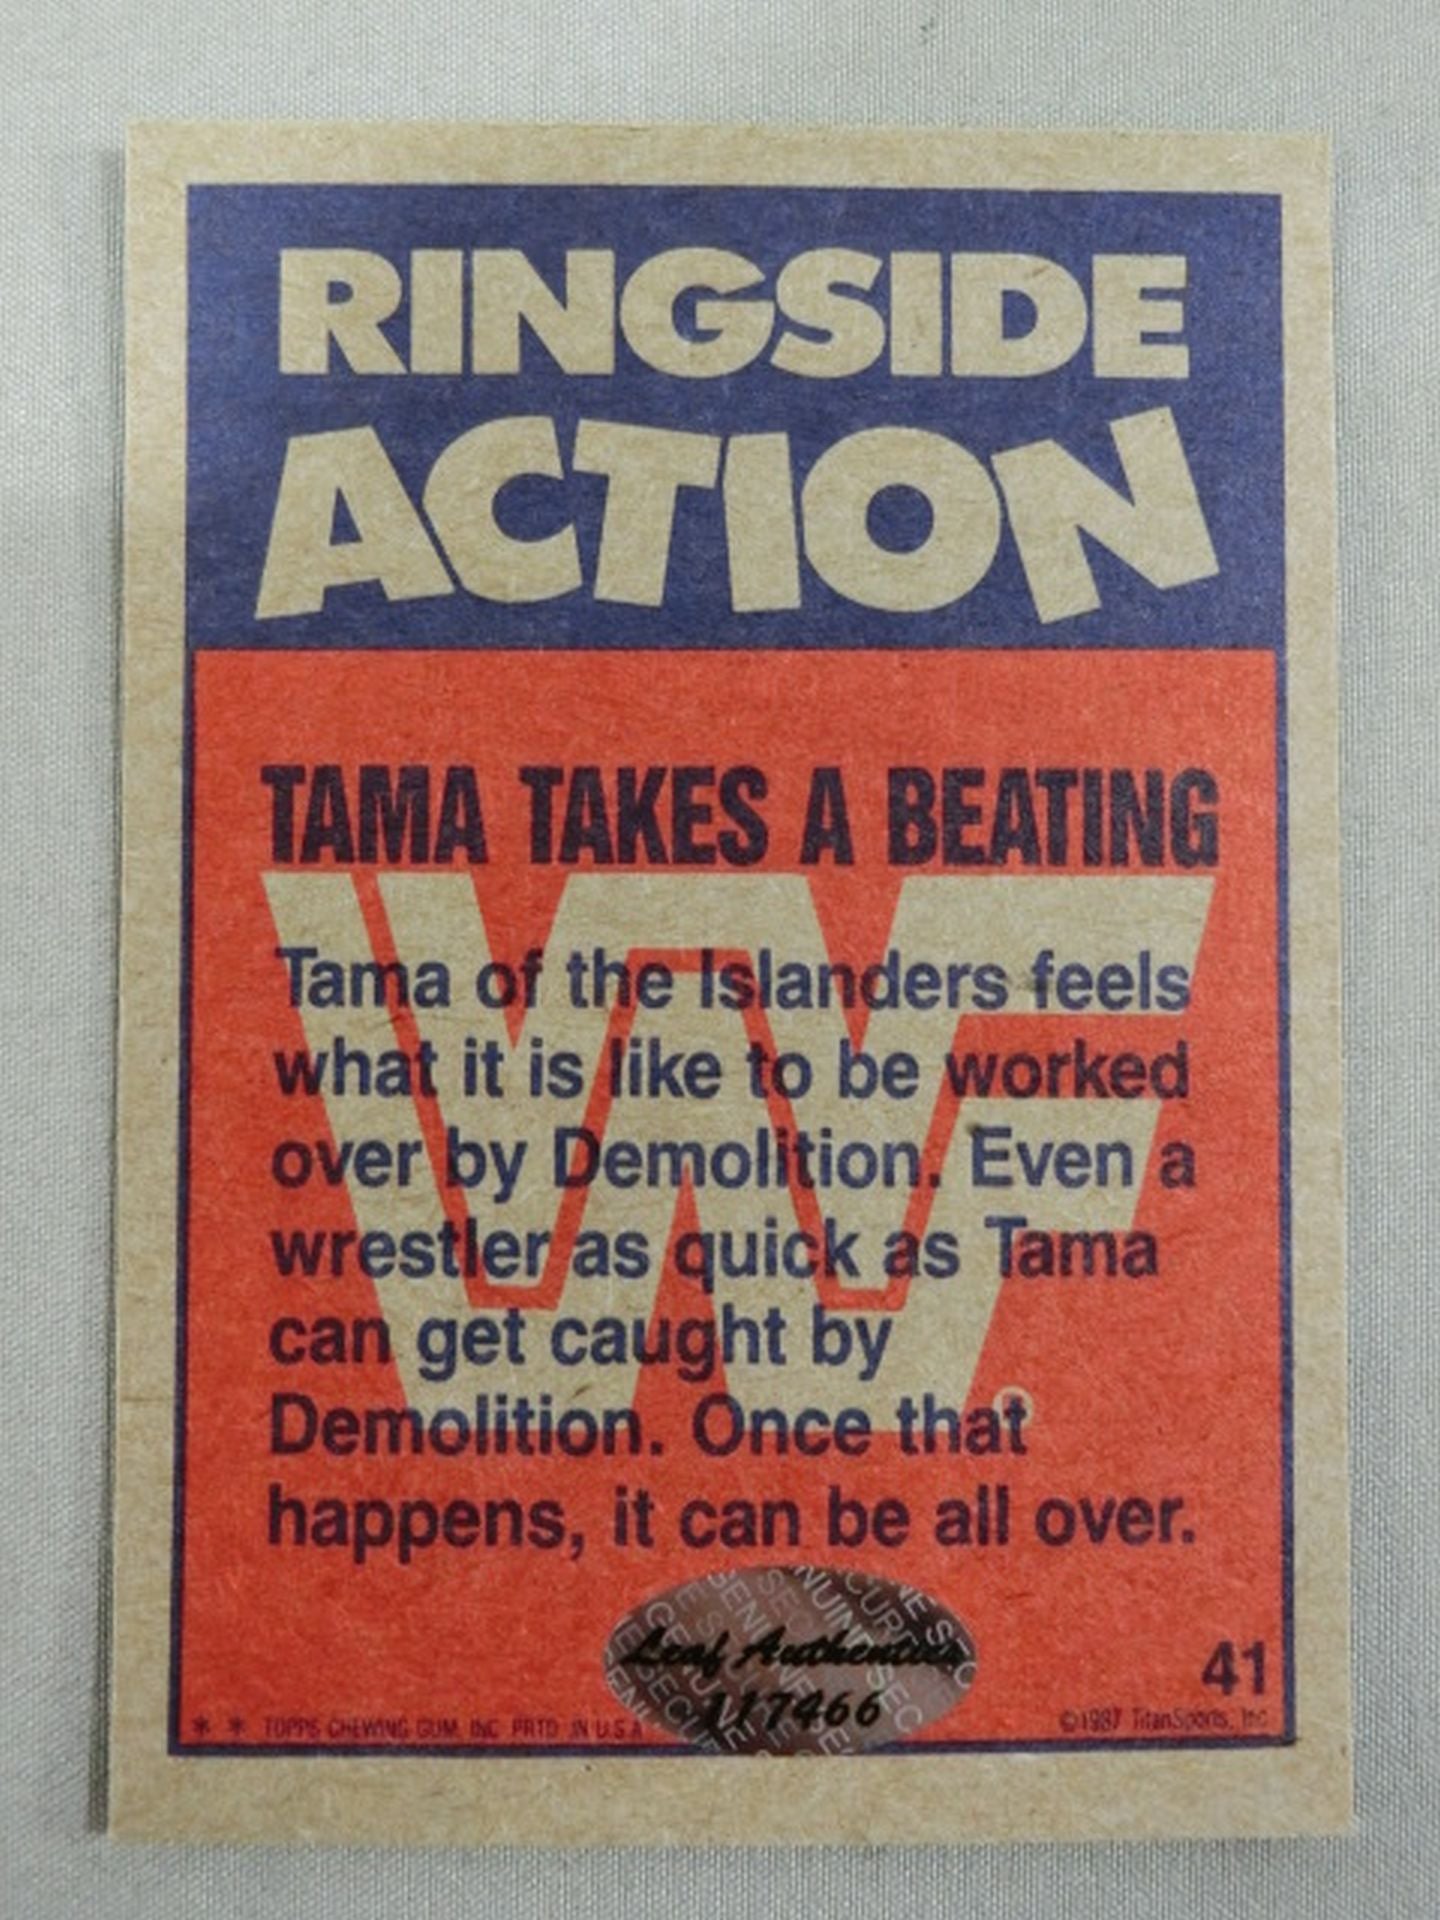 RINGSIDE
ACTION
TAMA TAKES A BEATING
Tama of the Islanders feels
what it is like to be worked
over by Demolition. Even a
wrestler as quick as Tama
can get caught by
Demolition. Once that
happens, it can be all over.
Leaf Authentics
117466
41
* * TOPPS CHEWING GUM, INC. PRTD. IN U.S.A.
©1987 TitanSports, Inc.